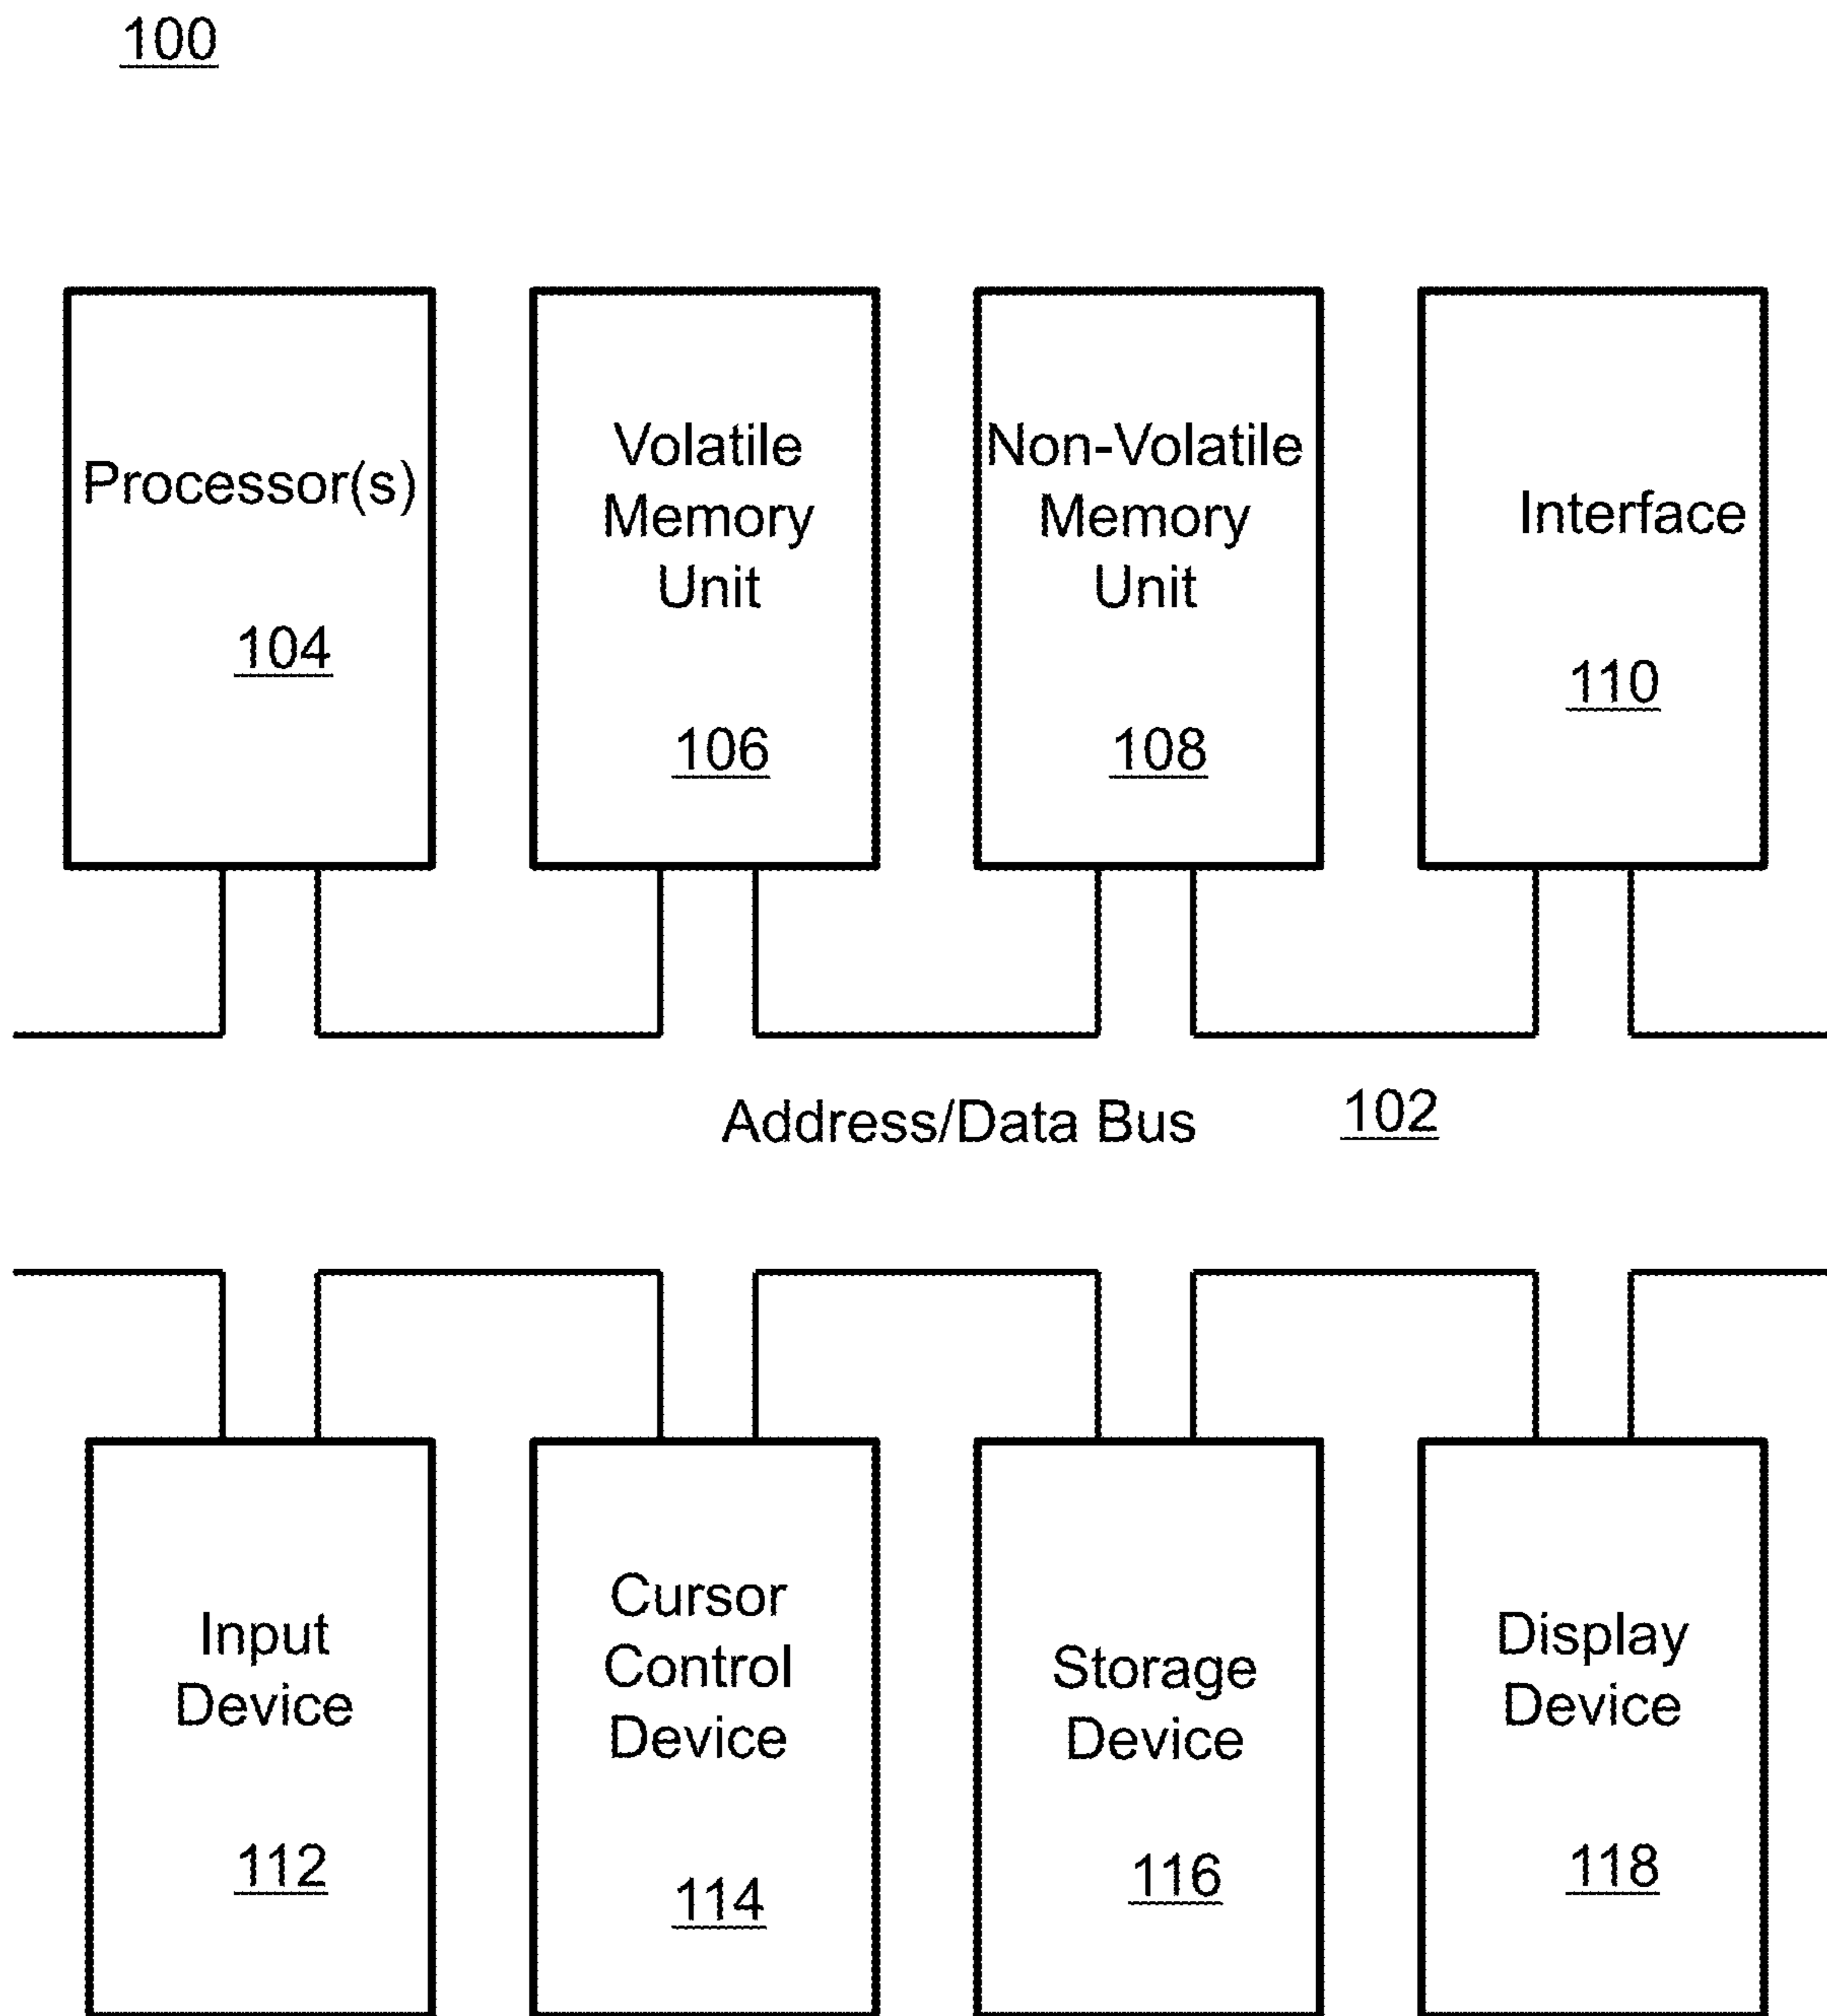 100
Processor(s)
104
Volatile
Memory
Unit
106
Non-Volatile
Memory
Unit
108
Interface
110
Address/Data Bus 102
Input
Device
112
Cursor
Control
Device
114
Storage
Device
116
Display
Device
118